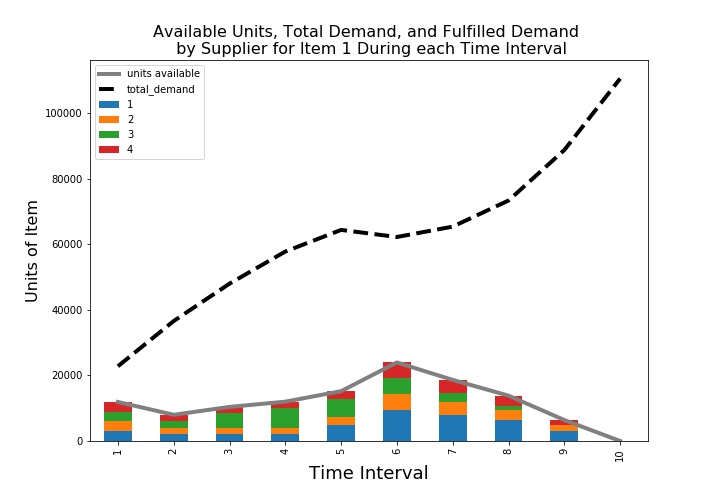 Available Units, Total Demand, and Fulfilled Demand
by Supplier for Item 1 During each Time Interval
units available
total_demand
1
2
3
4
100000
80000
60000
40000
20000
0
Units of Item
1 2 3 4 5 6 7 8 9 10
Time Interval